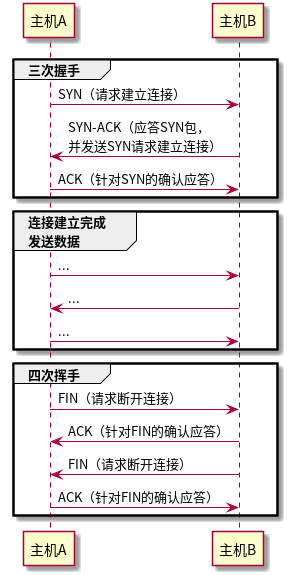 主机A
主机B
三次握手
SYN（请求建立连接）
SYN-ACK（应答SYN包，
并发送SYN请求建立连接）
ACK（针对SYN的确认应答）
连接建立完成
发送数据
...
...
...
四次挥手
FIN（请求断开连接）
ACK（针对FIN的确认应答）
FIN（请求断开连接）
ACK（针对FIN的确认应答）
主机A
主机B